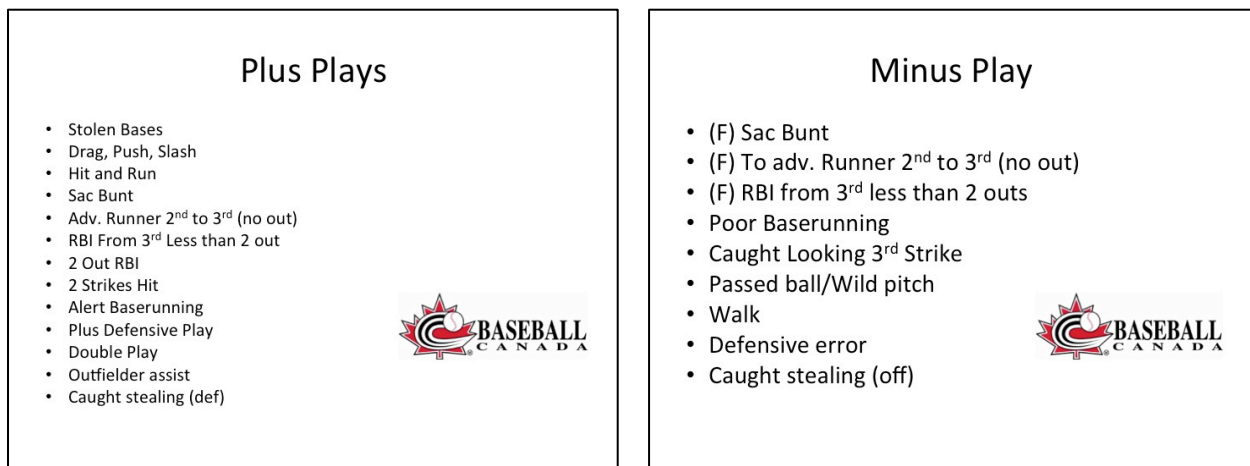 Plus Plays
• Stolen Bases
• Drag, Push, Slash
• Hit and Run
• Sac Bunt
• Adv. Runner 2nd to 3rd (no out)
• RBI From 3rd Less than 2 out
• 2 Out RBI
• 2 Strikes Hit
• Alert Baserunning
• Plus Defensive Play
• Double Play
• Outfielder assist
• Caught stealing (def)
BASEBALL
CANADA
Minus Play
• (F) Sac Bunt
• (F) To adv. Runner 2nd to 3rd (no out)
• (F) RBI from 3rd less than 2 outs
• Poor Baserunning
• Caught Looking 3rd Strike
• Passed ball/Wild pitch
• Walk
• Defensive error
• Caught stealing (off)
BASEBALL
CANADA